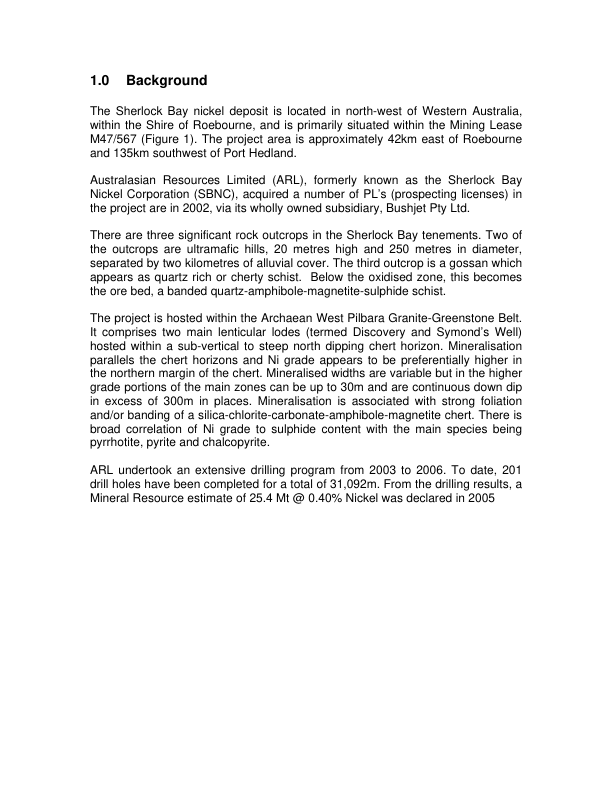 1.0 Background
The Sherlock Bay nickel deposit is located in north-west of Western Australia,
within the Shire of Roebourne, and is primarily situated within the Mining Lease
M47/567 (Figure 1). The project area is approximately 42km east of Roebourne
and 135km southwest of Port Hedland.
Australasian Resources Limited (ARL), formerly known as the Sherlock Bay
Nickel Corporation (SBNC), acquired a number of PL's (prospecting licenses) in
the project are in 2002, via its wholly owned subsidiary, Bushjet Pty Ltd.
There are three significant rock outcrops in the Sherlock Bay tenements. Two of
the outcrops are ultramafic hills, 20 metres high and 250 metres in diameter,
separated by two kilometres of alluvial cover. The third outcrop is a gossan which
appears as quartz rich or cherty schist.  Below the oxidised zone, this becomes
the ore bed, a banded quartz-amphibole-magnetite-sulphide schist.
The project is hosted within the Archaean West Pilbara Granite-Greenstone Belt.
It comprises two main lenticular lodes (termed Discovery and Symond's Well)
hosted within a sub-vertical to steep north dipping chert horizon. Mineralisation
parallels the chert horizons and Ni grade appears to be preferentially higher in
the northern margin of the chert. Mineralised widths are variable but in the higher
grade portions of the main zones can be up to 30m and are continuous down dip
in excess of 300m in places. Mineralisation is associated with strong foliation
and/or banding of a silica-chlorite-carbonate-amphibole-magnetite chert. There is
broad correlation of Ni grade to sulphide content with the main species being
pyrrhotite, pyrite and chalcopyrite.
ARL undertook an extensive drilling program from 2003 to 2006. To date, 201
drill holes have been completed for a total of 31,092m. From the drilling results, a
Mineral Resource estimate of 25.4 Mt @ 0.40% Nickel was declared in 2005